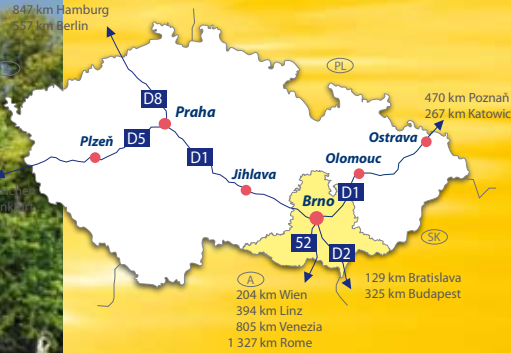 847 km Hamburg
557 km Berlin
PL
D8
Praha
470 km Poznań
267 km Katowic
Plzeň
D5
D1
Ostrava
Olomouc
Jihlava
D1
Brno
52
D2
SK
A
129 km Bratislava
325 km Budapest
204 km Wien
394 km Linz
805 km Venezia
1 327 km Rome